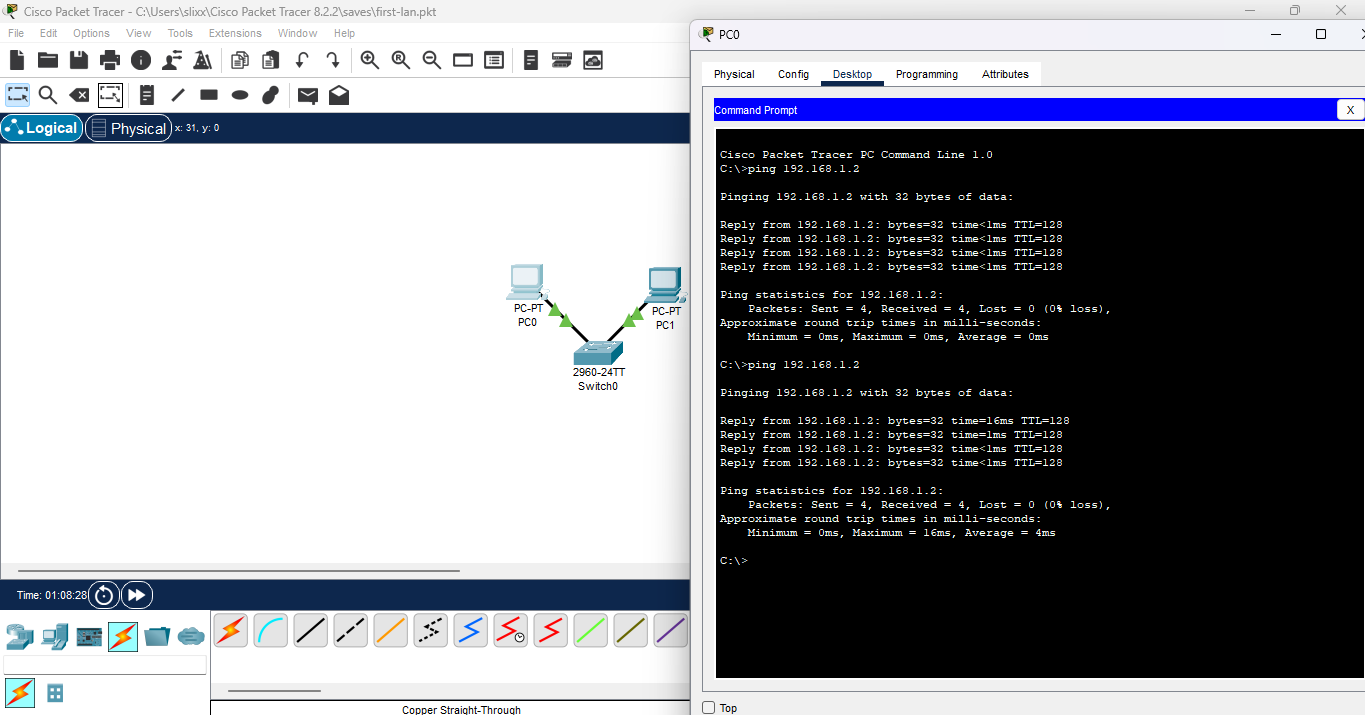 Cisco Packet Tracer - C:\Users\slixx\Cisco Packet Tracer 8.2.2\saves\first-lan.pkt
File Edit Options View Tools Extensions Window Help
Logical Physical x: 31, y: 0
PC-PT
PC0
PC-PT
PC1
2960-24TT
Switch0
Time: 01:08:28
Copper Straight-Through
PC0
Physical Config Desktop Programming Attributes
Command Prompt X
Cisco Packet Tracer PC Command Line 1.0
C:\>ping 192.168.1.2
Pinging 192.168.1.2 with 32 bytes of data:
Reply from 192.168.1.2: bytes=32 time<1ms TTL=128
Reply from 192.168.1.2: bytes=32 time<1ms TTL=128
Reply from 192.168.1.2: bytes=32 time<1ms TTL=128
Reply from 192.168.1.2: bytes=32 time<1ms TTL=128
Ping statistics for 192.168.1.2:
Packets: Sent = 4, Received = 4, Lost = 0 (0% loss),
Approximate round trip times in milli-seconds:
Minimum = 0ms, Maximum = 0ms, Average = 0ms
C:\>ping 192.168.1.2
Pinging 192.168.1.2 with 32 bytes of data:
Reply from 192.168.1.2: bytes=32 time=16ms TTL=128
Reply from 192.168.1.2: bytes=32 time=1ms TTL=128
Reply from 192.168.1.2: bytes=32 time<1ms TTL=128
Reply from 192.168.1.2: bytes=32 time<1ms TTL=128
Ping statistics for 192.168.1.2:
Packets: Sent = 4, Received = 4, Lost = 0 (0% loss),
Approximate round trip times in milli-seconds:
Minimum = 0ms, Maximum = 16ms, Average = 4ms
C:\>
Top